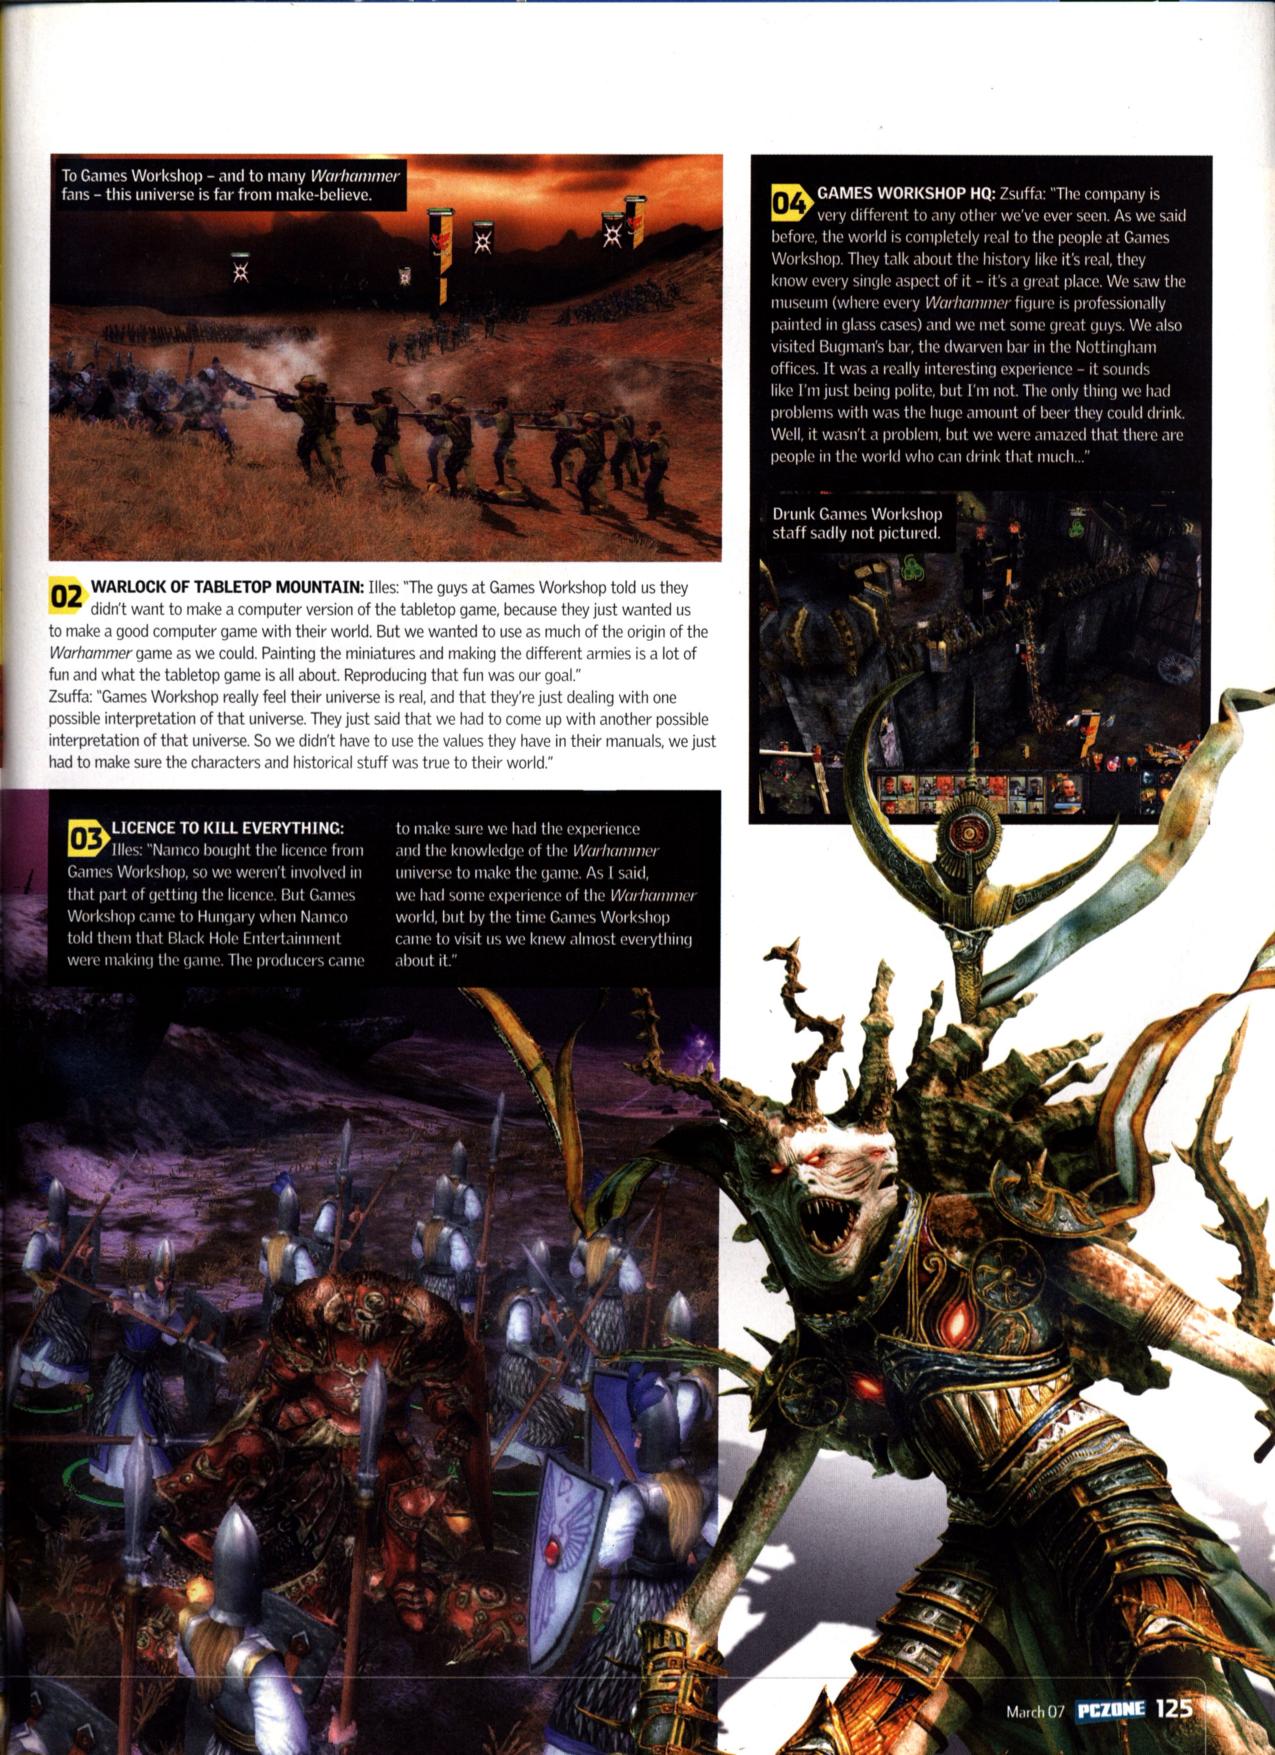 To Games Workshop – and to many Warhammer
fans – this universe is far from make-believe.
02 WARLOCK OF TABLETOP MOUNTAIN: Illes: "The guys at Games Workshop told us they
didn't want to make a computer version of the tabletop game, because they just wanted us
to make a good computer game with their world. But we wanted to use as much of the origin of the
Warhammer game as we could. Painting the miniatures and making the different armies is a lot of
fun and what the tabletop game is all about. Reproducing that fun was our goal."
Zsuffa: "Games Workshop really feel their universe is real, and that they're just dealing with one
possible interpretation of that universe. They just said that we had to come up with another possible
interpretation of that universe. So we didn't have to use the values they have in their manuals, we just
had to make sure the characters and historical stuff was true to their world."
03 LICENCE TO KILL EVERYTHING:
Illes: "Namco bought the licence from
Games Workshop, so we weren't involved in
that part of getting the licence. But Games
Workshop came to Hungary when Namco
told them that Black Hole Entertainment
were making the game. The producers came
to make sure we had the experience
and the knowledge of the Warhammer
universe to make the game. As I said,
we had some experience of the Warhammer
world, but by the time Games Workshop
came to visit us we knew almost everything
about it."
04 GAMES WORKSHOP HQ: Zsuffa: "The company is
very different to any other we've ever seen. As we said
before, the world is completely real to the people at Games
Workshop. They talk about the history like it's real, they
know every single aspect of it – it's a great place. We saw the
museum (where every Warhammer figure is professionally
painted in glass cases) and we met some great guys. We also
visited Bugman's bar, the dwarven bar in the Nottingham
offices. It was a really interesting experience – it sounds
like I'm just being polite, but I'm not. The only thing we had
problems with was the huge amount of beer they could drink.
Well, it wasn't a problem, but we were amazed that there are
people in the world who can drink that much..."
Drunk Games Workshop
staff sadly not pictured.
March 07 PCZONE 125